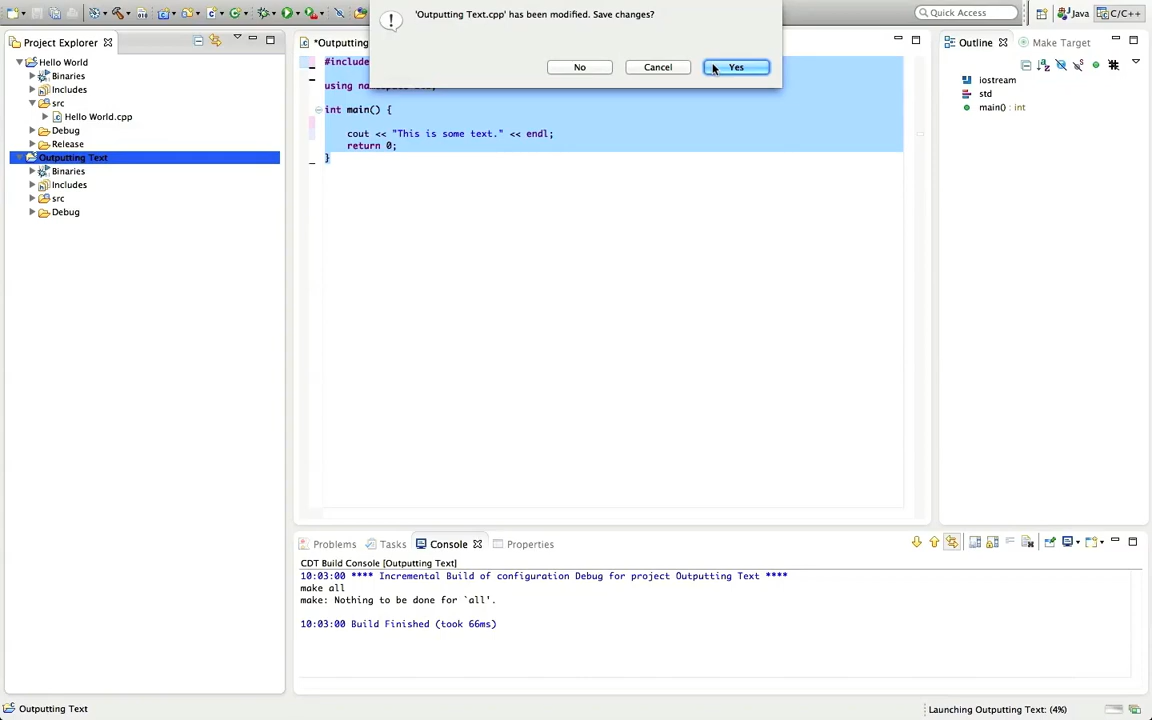 'Outputting Text.cpp' has been modified. Save changes?
No
Cancel
Yes
Quick Access
Java
C/C++
Project Explorer
Hello World
Binaries
Includes
src
Hello World.cpp
Debug
Release
Outputting Text
Binaries
Includes
src
Debug
*Outputting
#include
int main() {
cout << "This is some text." << endl;
return 0;
}
Outline
Make Target
iostream
std
main() : int
Problems
Tasks
Console
Properties
CDT Build Console [Outputting Text]
10:03:00 **** Incremental Build of configuration Debug for project Outputting Text ****
make all
make: Nothing to be done for `all'.
10:03:00 Build Finished (took 66ms)
Outputting Text
Launching Outputting Text: (4%)